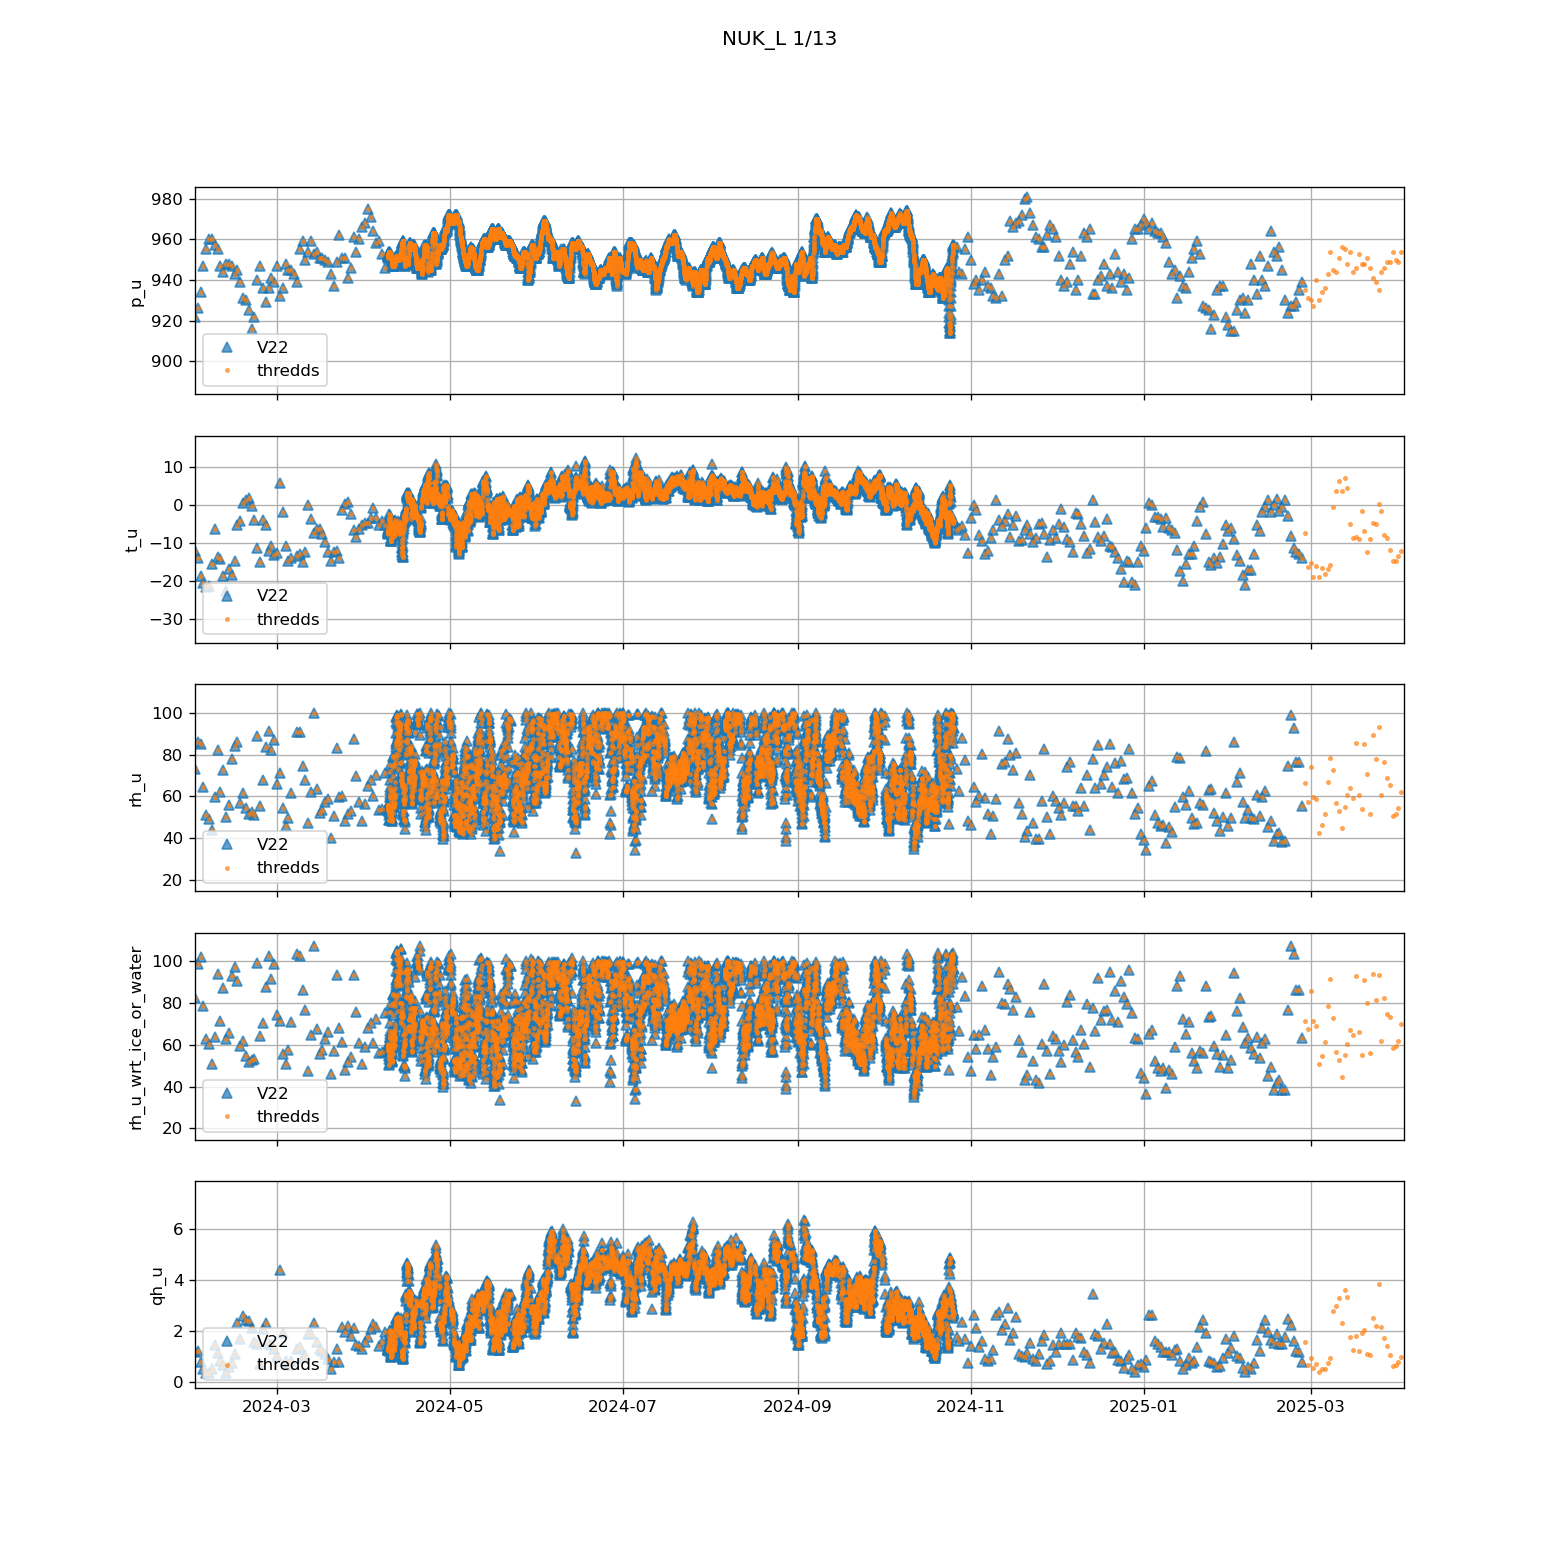 NUK_L 1/13
980
960
940
920
900
p_u
V22
thredds
10
0
−10
−20
−30
t_u
V22
thredds
100
80
60
40
20
rh_u
V22
thredds
100
80
60
40
20
rh_u_wrt_ice_or_water
V22
thredds
6
4
2
0
qh_u
V22
thredds
2024-03
2024-05
2024-07
2024-09
2024-11
2025-01
2025-03